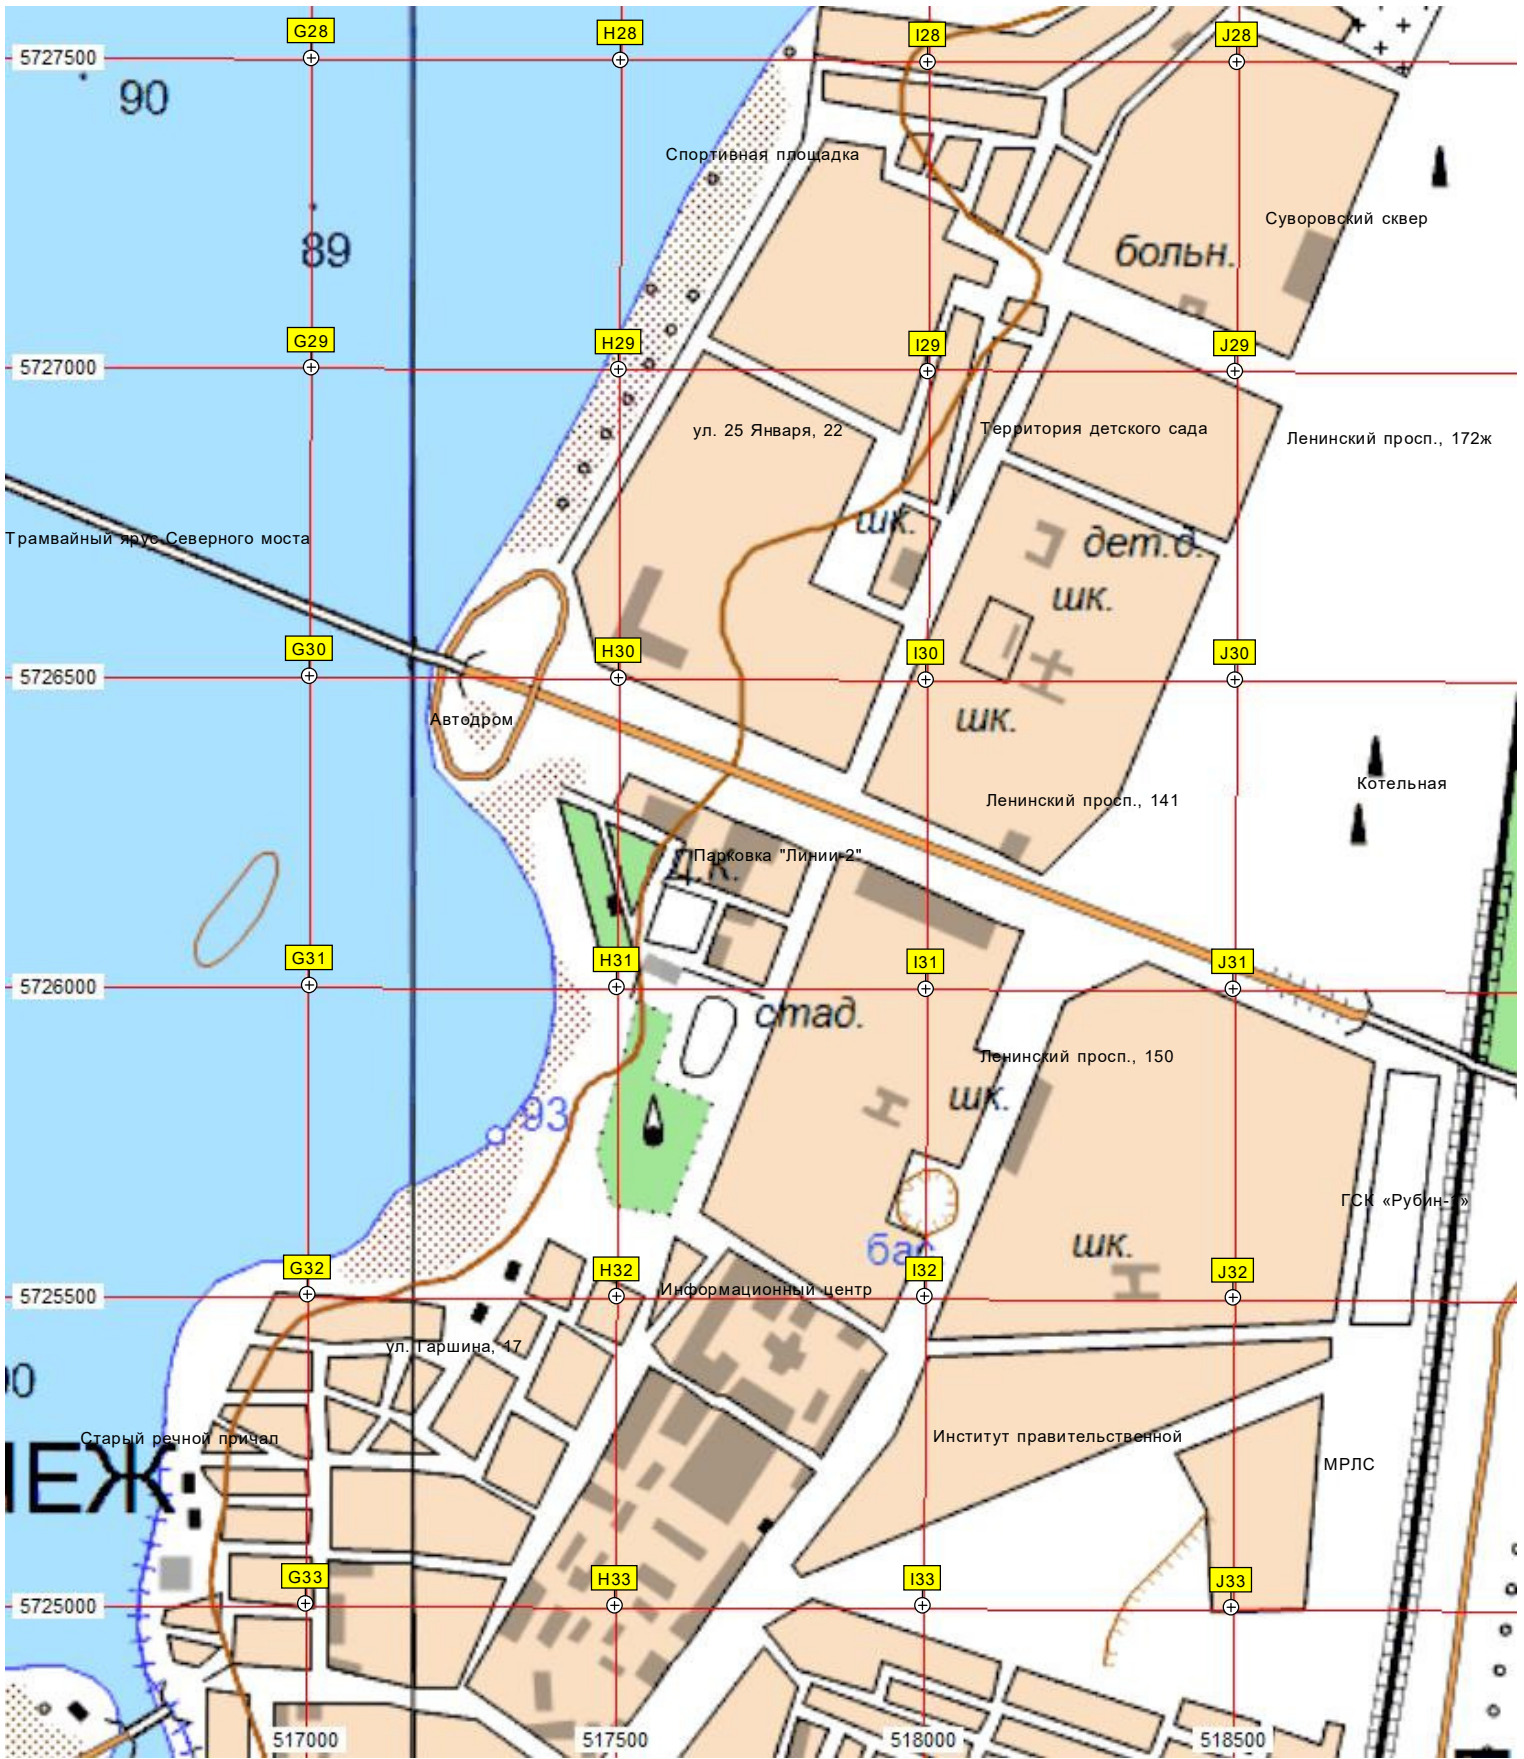 G28
H28
I28
J28
5727500
90
Спортивная площадка
Суворовский сквер
89
больн.
G29
H29
I29
J29
5727000
ул. 25 Января, 22
Территория детского сада
Ленинский просп., 172ж
Трамвайный ярус Северного моста
шк.
дет.д.
шк.
G30
H30
I30
J30
5726500
Автодром
шк.
Котельная
Ленинский просп., 141
Парковка "Линии-2"
Д.К.
G31
H31
I31
J31
5726000
стад.
Ленинский просп., 150
шк.
93
ГСК «Рубин-
шк.
бас.
G32
H32
I32
J32
5725500
Информационный центр
ул. Гаршина, 17
Старый речной причал
Институт правительственной
МРЛС
ЕЖ
G33
H33
I33
J33
5725000
517000
517500
518000
518500